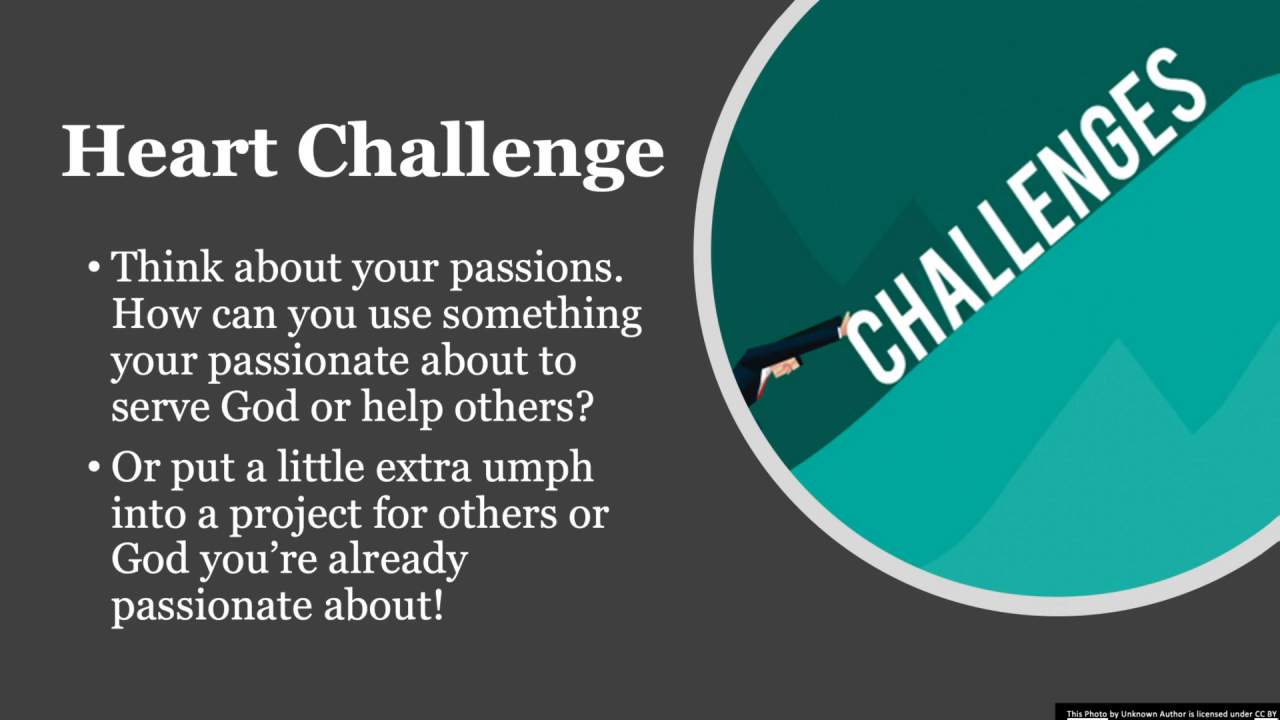 Heart Challenge
• Think about your passions.
How can you use something
your passionate about to
serve God or help others?
• Or put a little extra umph
into a project for others or
God you’re already
passionate about!
CHALLENGES
This Photo by Unknown Author is licensed under CC BY